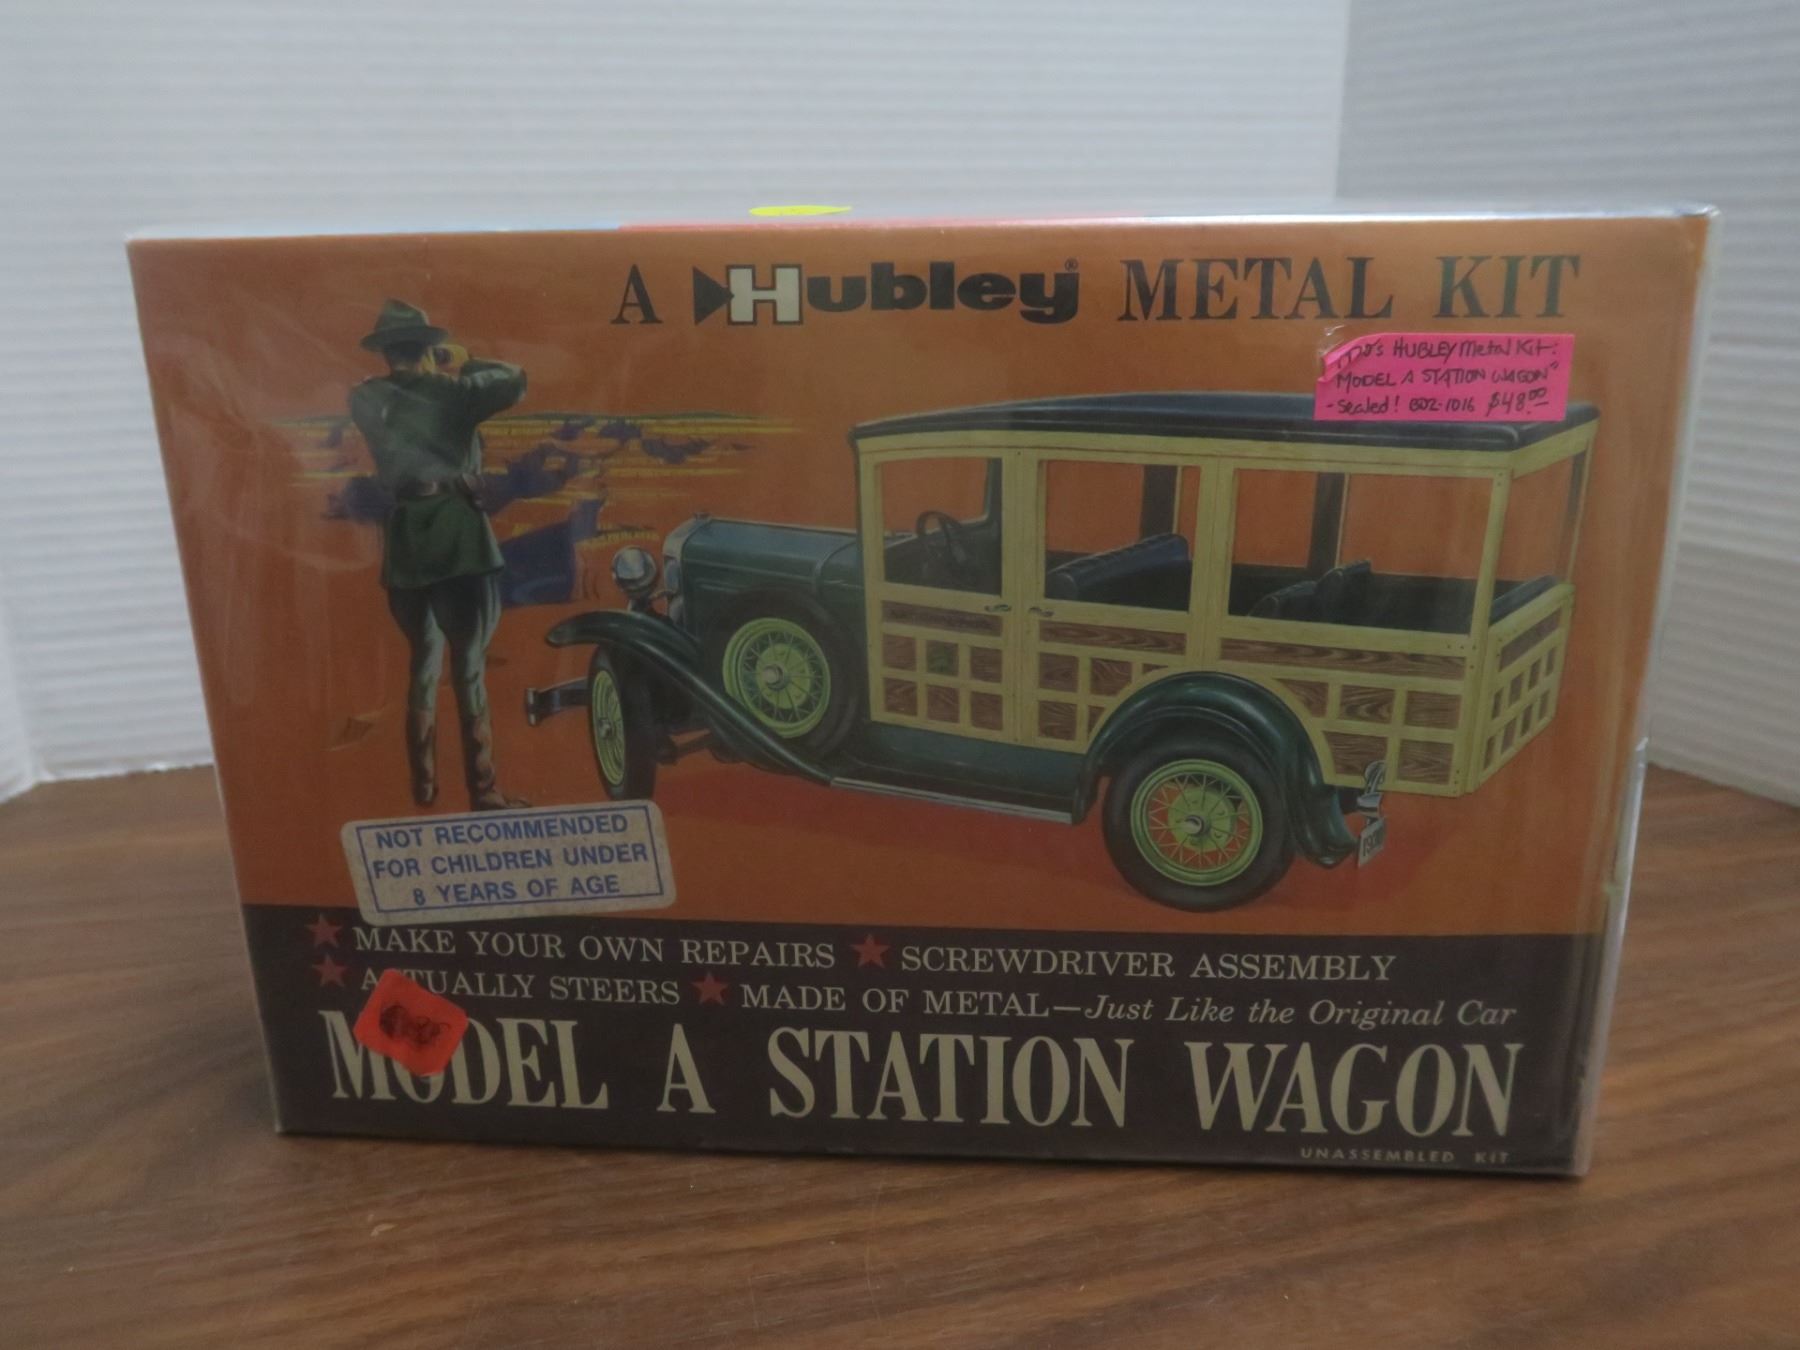 A Hubley® METAL KIT
HUBLEY Metal Kit:
MODEL A STATION WAGON"
-Sealed! 802-1016 $48.00
NOT RECOMMENDED
FOR CHILDREN UNDER
8 YEARS OF AGE
MAKE YOUR OWN REPAIRS SCREWDRIVER ASSEMBLY
ACTUALLY STEERS MADE OF METAL—Just Like the Original Car
MODEL A STATION WAGON
UNASSEMBLED KIT